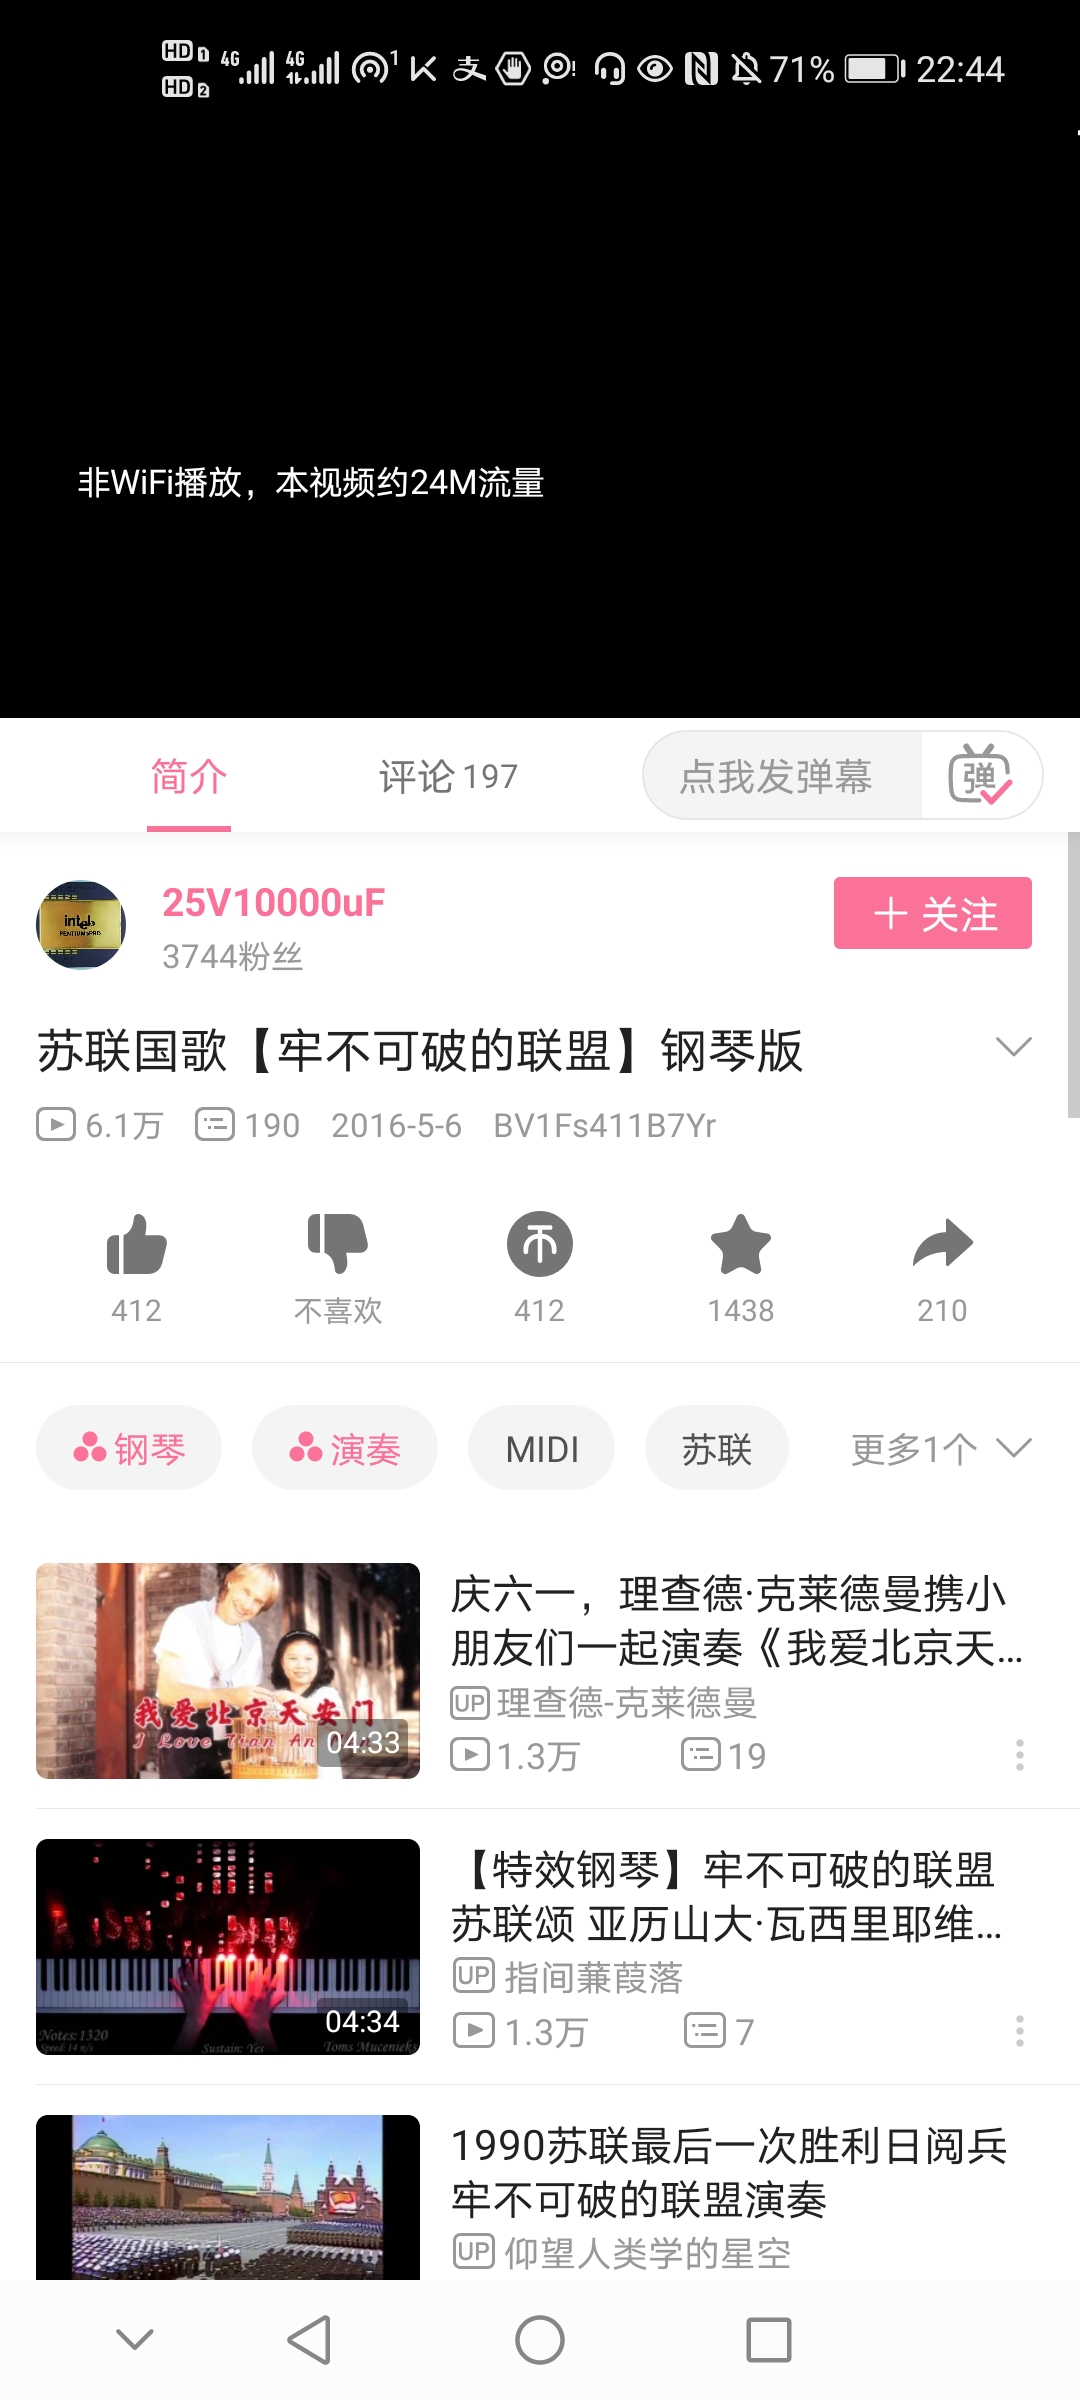 HD 1 4G 4G 1 支 71% 22:44
HD 2
非WiFi播放，本视频约24M流量
简介 评论 197 点我发弹幕 弹
intel
PENTIUM PRO
25V10000uF
3744粉丝
关注
苏联国歌【牢不可破的联盟】钢琴版
6.1万 190 2016-5-6 BV1Fs411B7Yr
412 不喜欢 412 1438 210
钢琴 演奏 MIDI 苏联 更多1个
我爱北京天安门
I Love Tian An
04:33
庆六一，理查德·克莱德曼携小
朋友们一起演奏《我爱北京天...
UP 理查德-克莱德曼
1.3万 19
04:34
Notes: 1320
Speed: 14 n/s
Sustain: Yes
Toms Mucenieks
【特效钢琴】牢不可破的联盟
苏联颂 亚历山大·瓦西里耶维...
UP 指间蒹葭落
1.3万 7
1990苏联最后一次胜利日阅兵
牢不可破的联盟演奏
UP 仰望人类学的星空